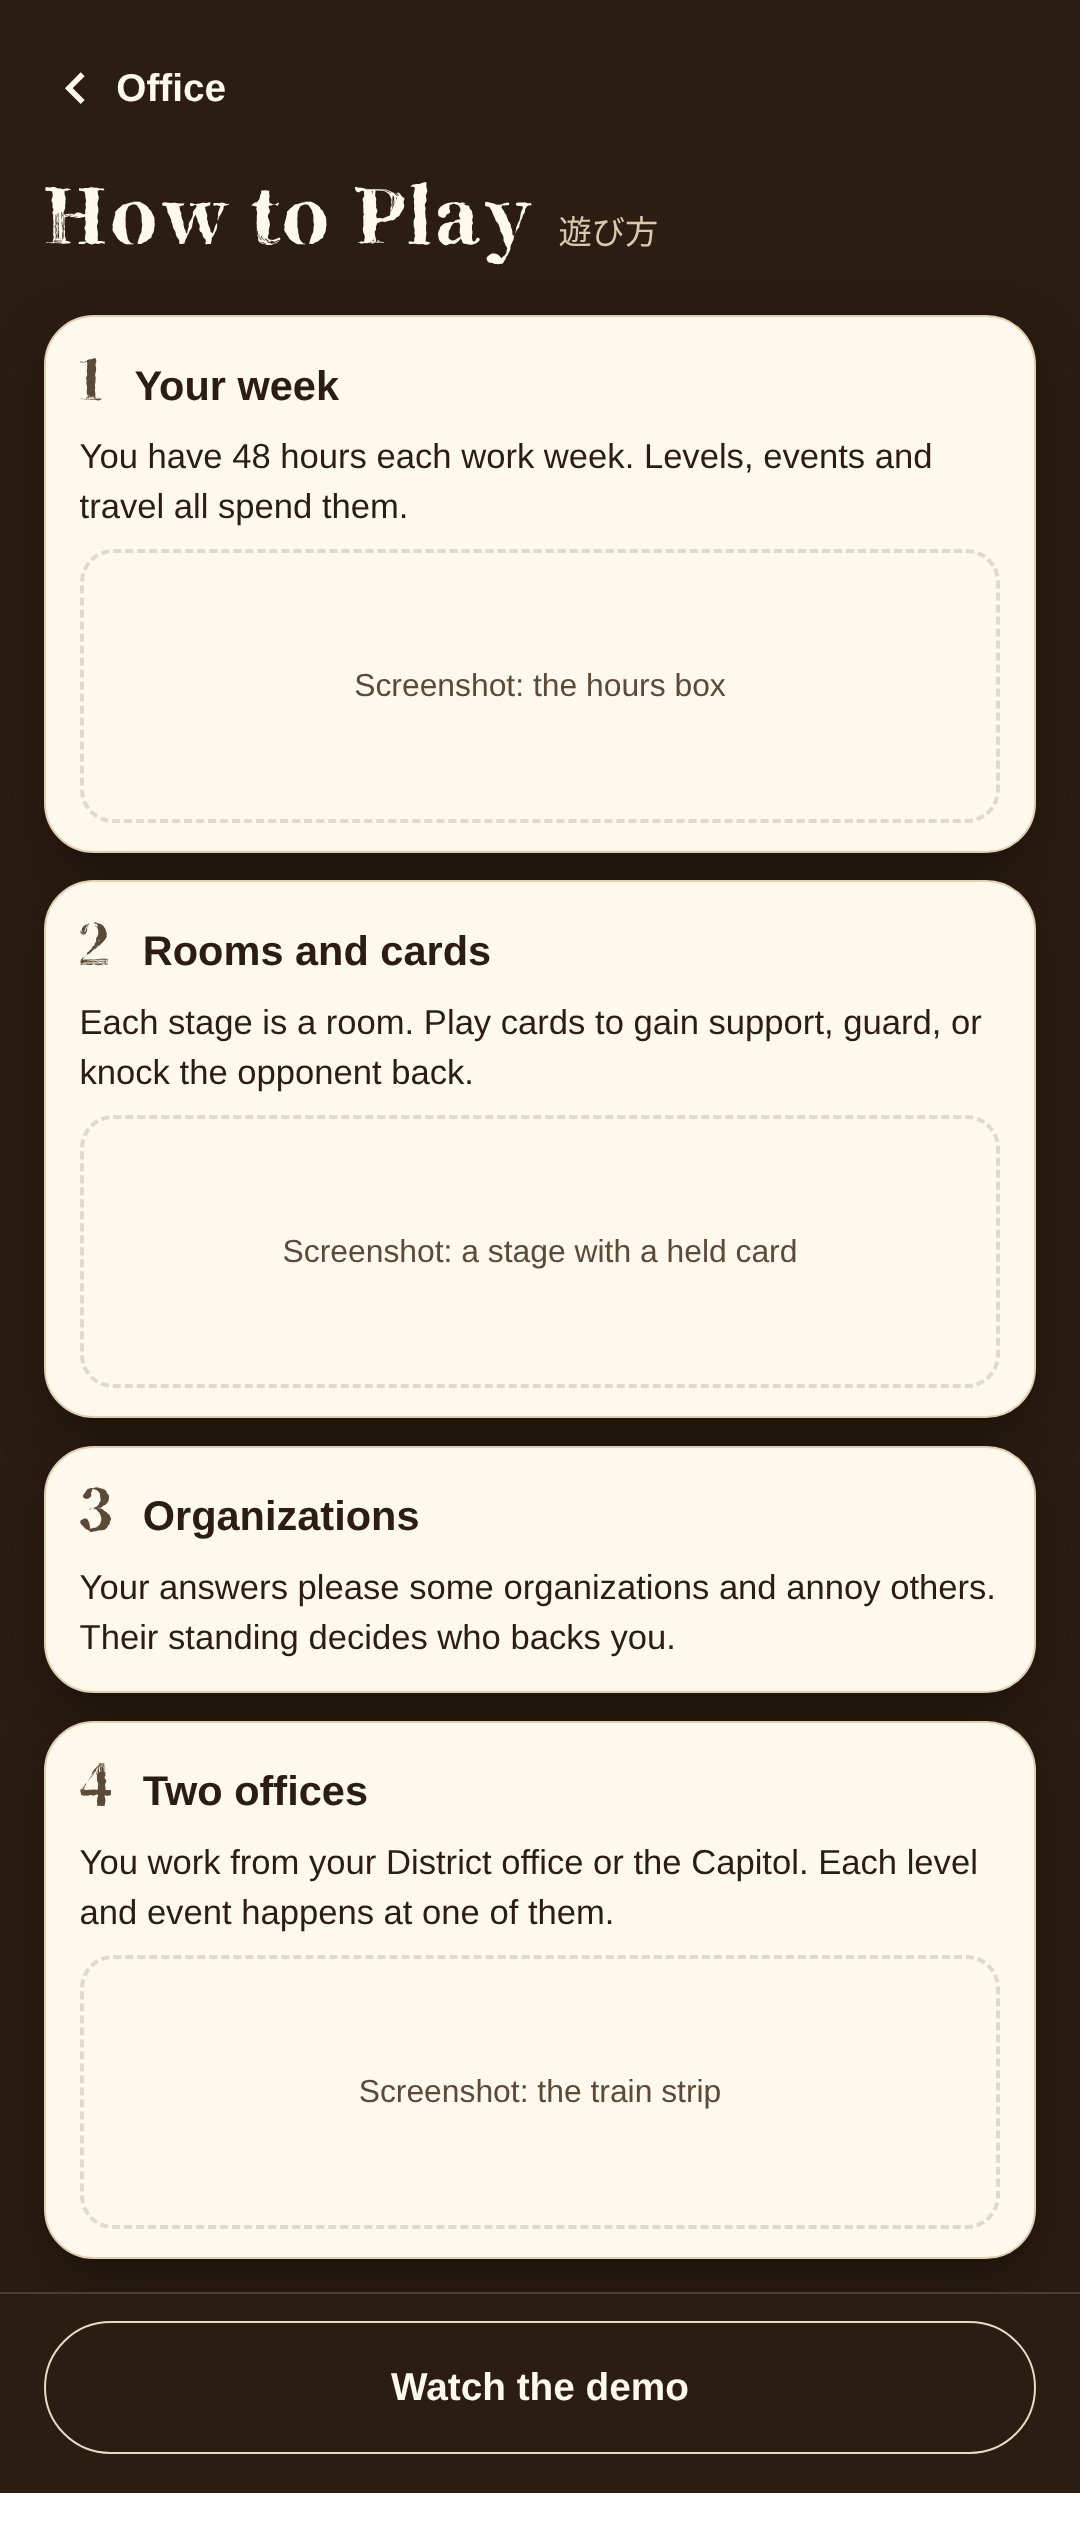 Office
How to Play 遊び方
1 Your week
You have 48 hours each work week. Levels, events and
travel all spend them.
Screenshot: the hours box
2 Rooms and cards
Each stage is a room. Play cards to gain support, guard, or
knock the opponent back.
Screenshot: a stage with a held card
3 Organizations
Your answers please some organizations and annoy others.
Their standing decides who backs you.
4 Two offices
You work from your District office or the Capitol. Each level
and event happens at one of them.
Screenshot: the train strip
Watch the demo